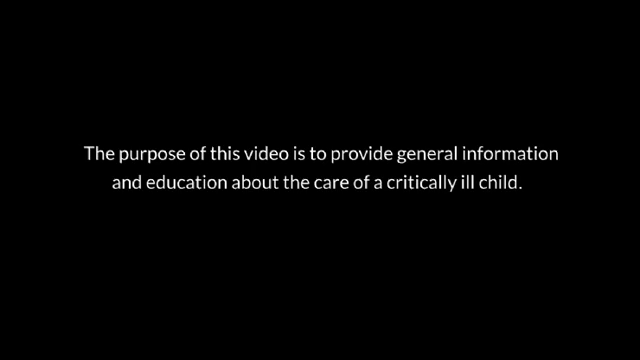 The purpose of this video is to provide general information
and education about the care of a critically ill child.